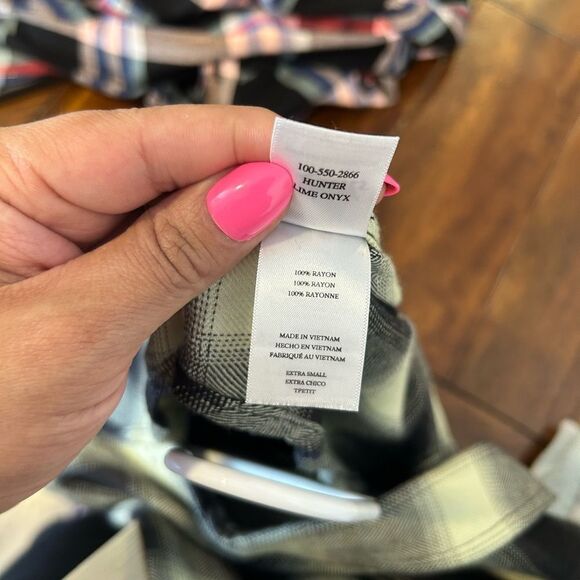 100-550-2866
HUNTER
LIME ONYX
100% RAYON
100% RAYON
100% RAYONNE
MADE IN VIETNAM
HECHO EN VIETNAM
FABRIQUÉ AU VIETNAM
EXTRA SMALL
EXTRA CHICO
TPETIT